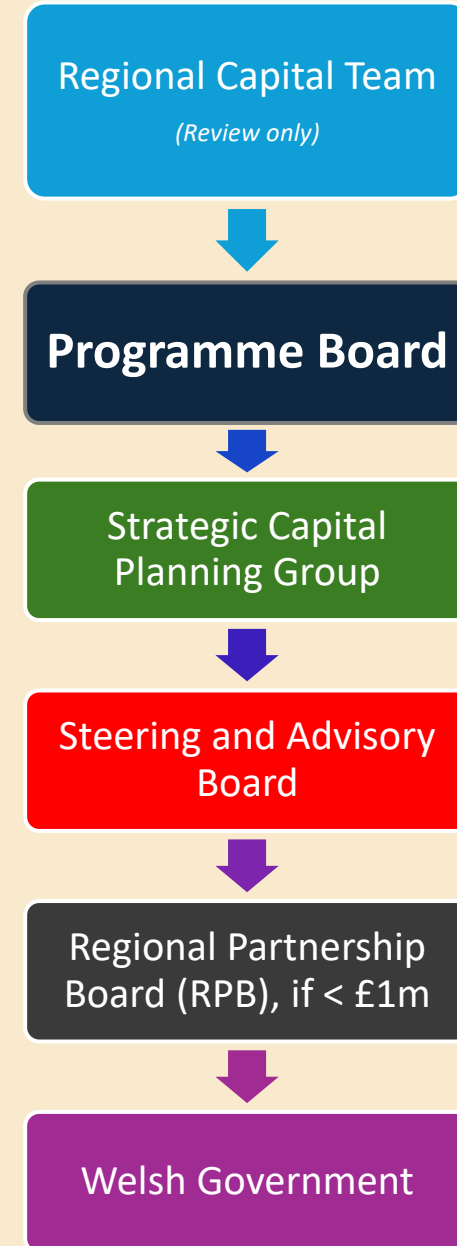 Regional Capital Team
(Review only)
Programme Board
Strategic Capital
Planning Group
Steering and Advisory
Board
Regional Partnership
Board (RPB), if < £1m
Welsh Government